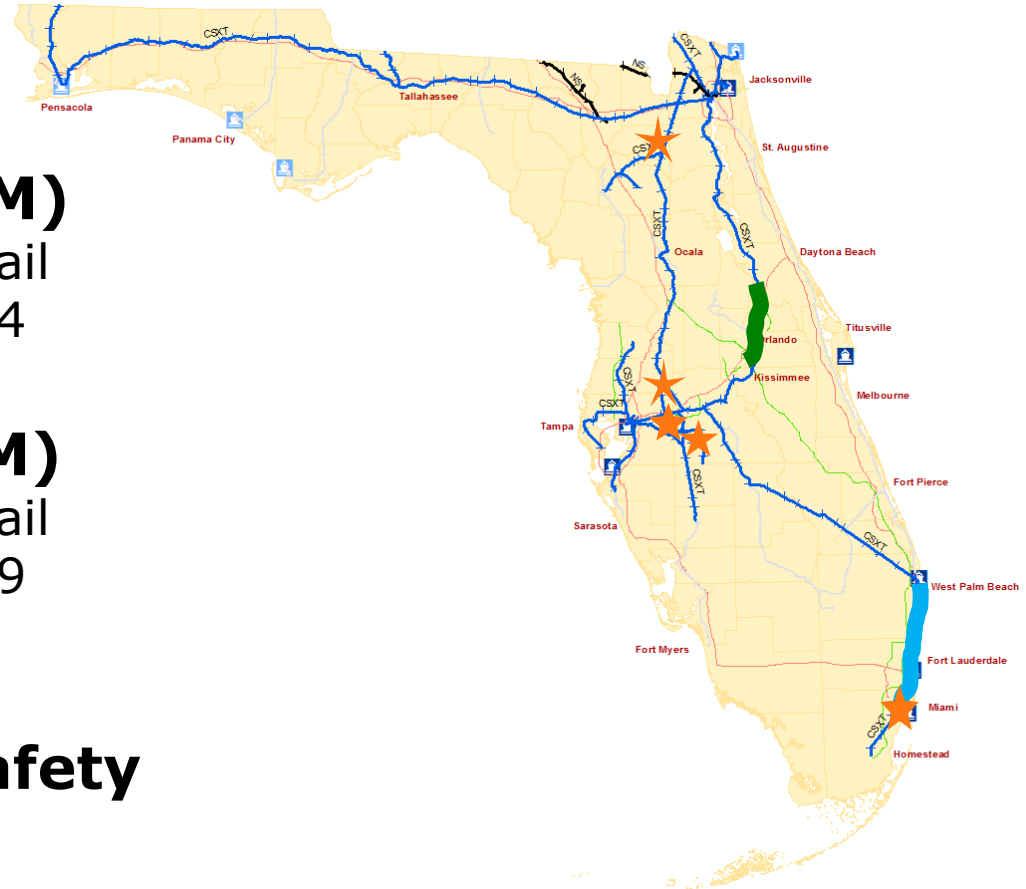 M)
ail
4
M)
ail
9
afety
CSXT
CSXT
NS
NS
Jacksonville
Pensacola
Tallahassee
Panama City
St. Augustine
CSXT
CSXT
CSXT
Ocala
Daytona Beach
Titusville
Orlando
Kissimmee
CSXT
CSXT
Melbourne
Tampa
CSXT
Fort Pierce
Sarasota
CSXT
West Palm Beach
Fort Myers
Fort Lauderdale
Miami
CSXT
Homestead